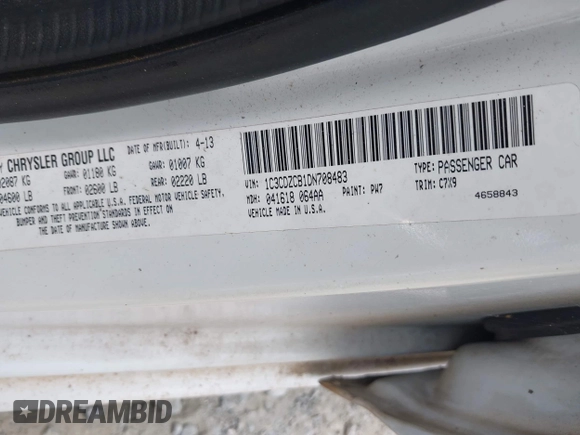 Y CHRYSLER GROUP LLC DATE OF MFR(BUILT): 4-13
2087 KG GAWR: 01180 KG GAWR: 01007 KG
04600 LB FRONT: 02600 LB REAR: 02220 LB
VEHICLE CONFORMS TO ALL APPLICABLE U.S.A. FEDERAL MOTOR VEHICLE SAFETY,
BUMPER AND THEFT PREVENTION STANDARDS IN EFFECT ON
THE DATE OF MANUFACTURE SHOWN ABOVE.
VIN: 1C3CDZCB1DN708483 TYPE: PASSENGER CAR
MDH: 041618 064AA PAINT: PW7 TRIM: C7X9
VEHICLE MADE IN U.S.A. 4658843
DREAMBID